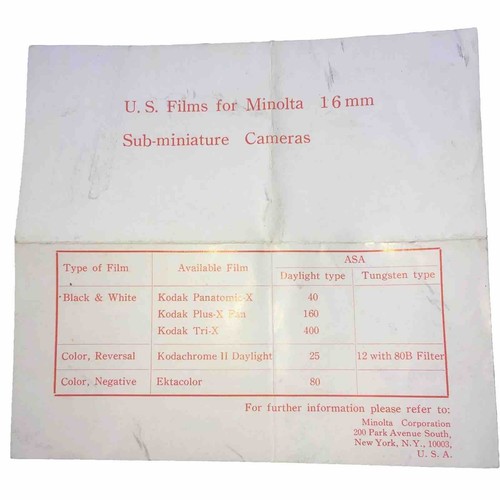 U. S. Films for Minolta 16 mm
Sub-miniature Cameras
ASA
Type of Film Available Film Daylight type Tungsten type
Black & White Kodak Panatomic-X 40
Kodak Plus-X Pan 160
Kodak Tri-X 400
Color, Reversal Kodachrome II Daylight 25 12 with 80B Filter
Color, Negative Ektacolor 80
For further information please refer to:
Minolta Corporation
200 Park Avenue South,
New York, N.Y., 10003,
U. S. A.